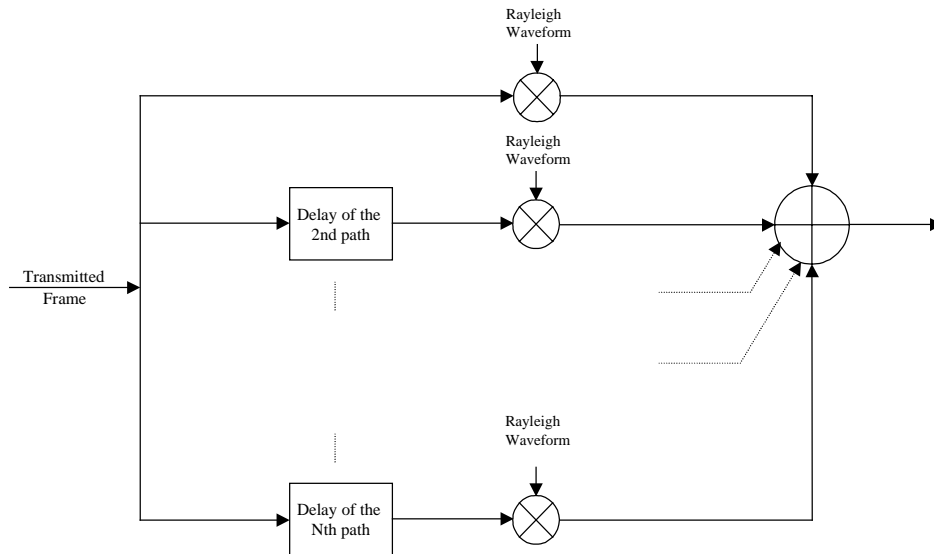 Rayleigh
Waveform
Rayleigh
Waveform
Delay of the
2nd path
Transmitted
Frame
Rayleigh
Waveform
Delay of the
Nth path